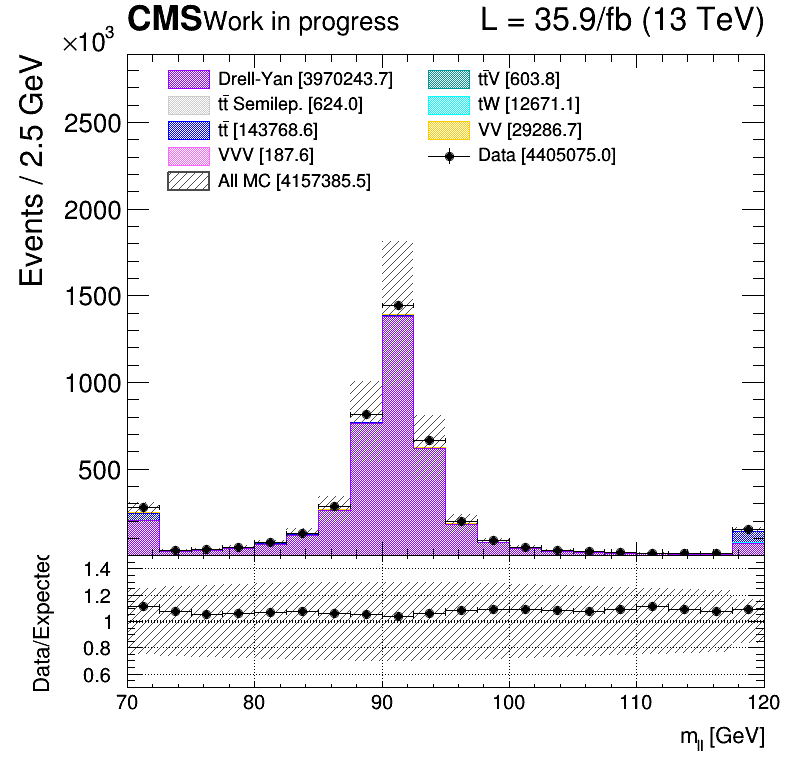 CMS Work in progress L = 35.9/fb (13 TeV)
×10³
Events / 2.5 GeV
Drell-Yan [3970243.7]
tt̄ Semilep. [624.0]
tt̄ [143768.6]
VVV [187.6]
All MC [4157385.5]
tt̄V [603.8]
tW [12671.1]
VV [29286.7]
Data [4405075.0]
2500
2000
1500
1000
500
Data/Expected
1.4
1.2
1
0.8
0.6
70 80 90 100 110 120
m_ll [GeV]